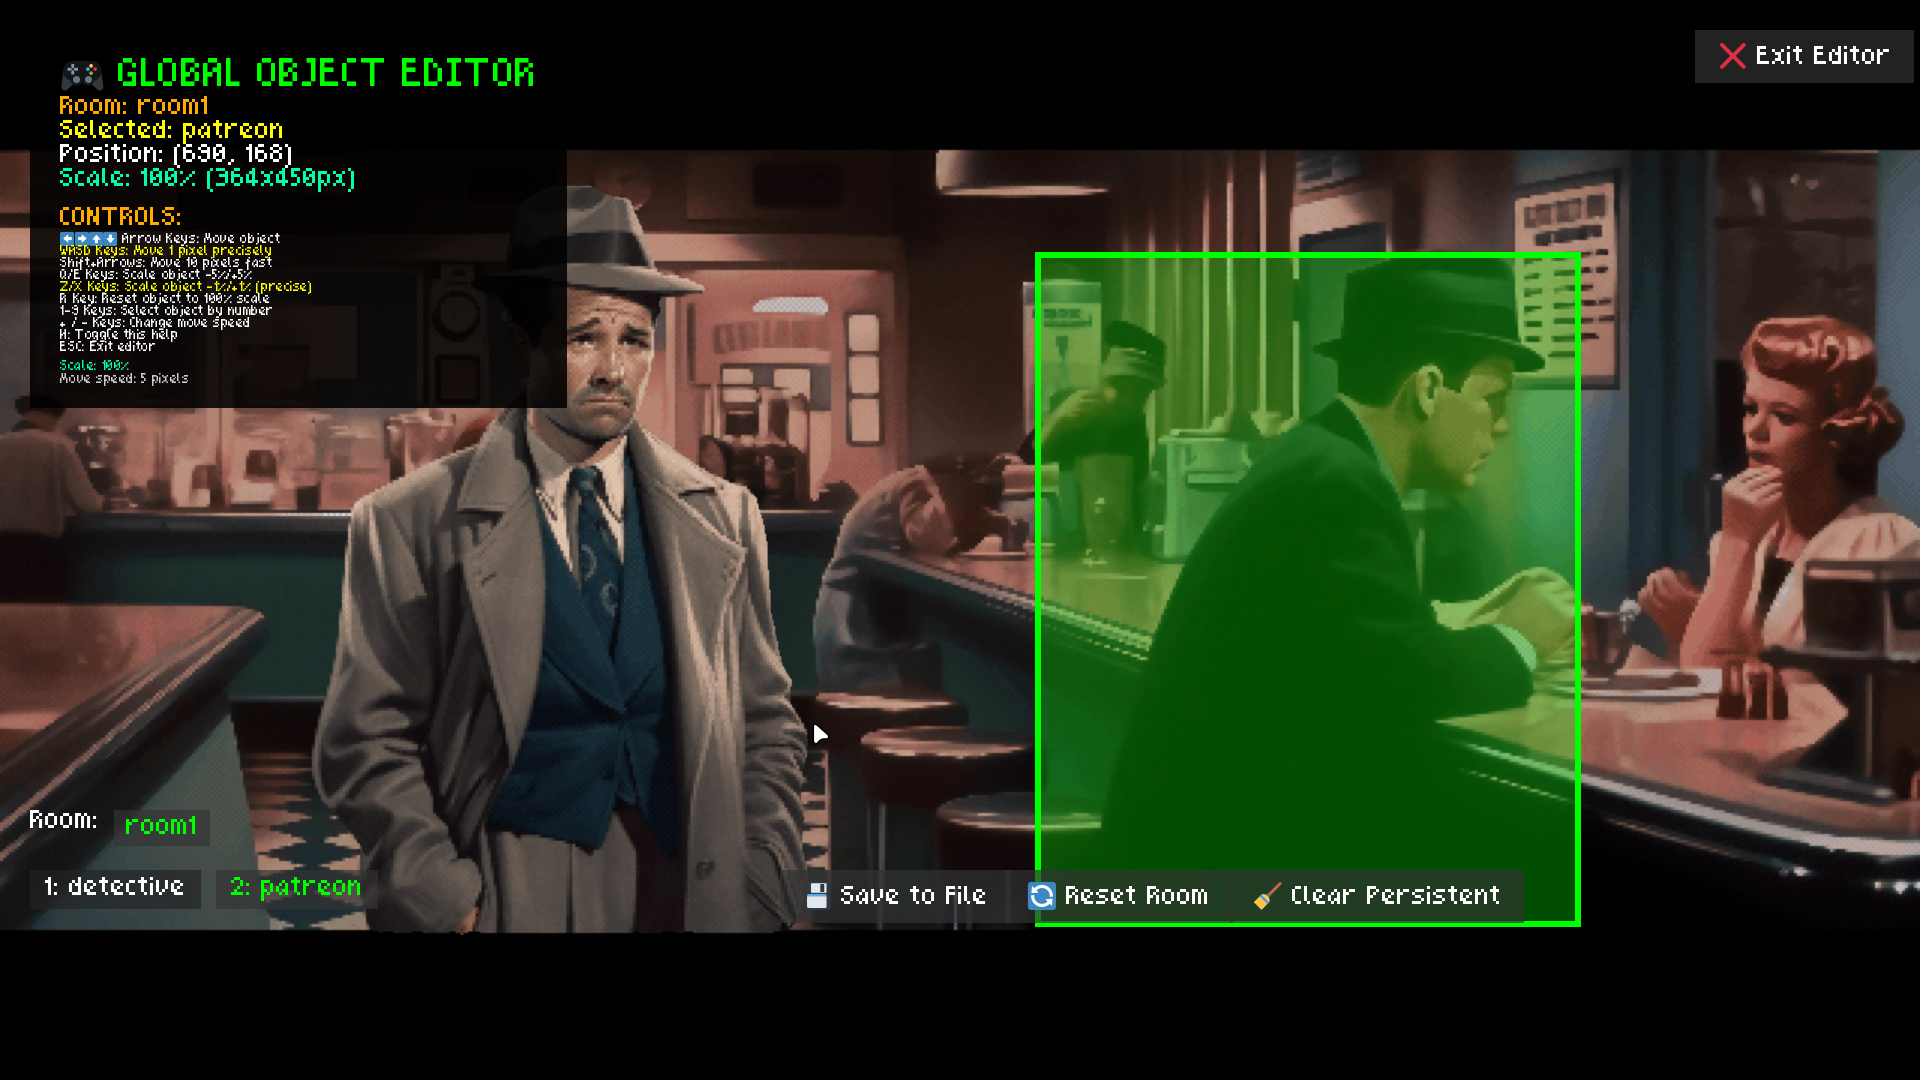 GLOBAL OBJECT EDITOR
Exit Editor
Room: room1
Selected: patreon
Position: (690, 168)
Scale: 100% (364x450px)
CONTROLS:
Arrow Keys: Move object
WASD Keys: Move 1 pixel precisely
Shift+Arrows: Move 10 pixels fast
Q/E Keys: Scale object -5%/+5%
Z/X Keys: Scale object -1%/+1% (precise)
R Key: Reset object to 100% scale
1-9 Keys: Select object by number
+ / - Keys: Change move speed
H: Toggle this help
ESC: Exit editor
Scale: 100%
Move speed: 5 pixels
Room: room1
1: detective 2: patreon
Save to File Reset Room Clear Persistent